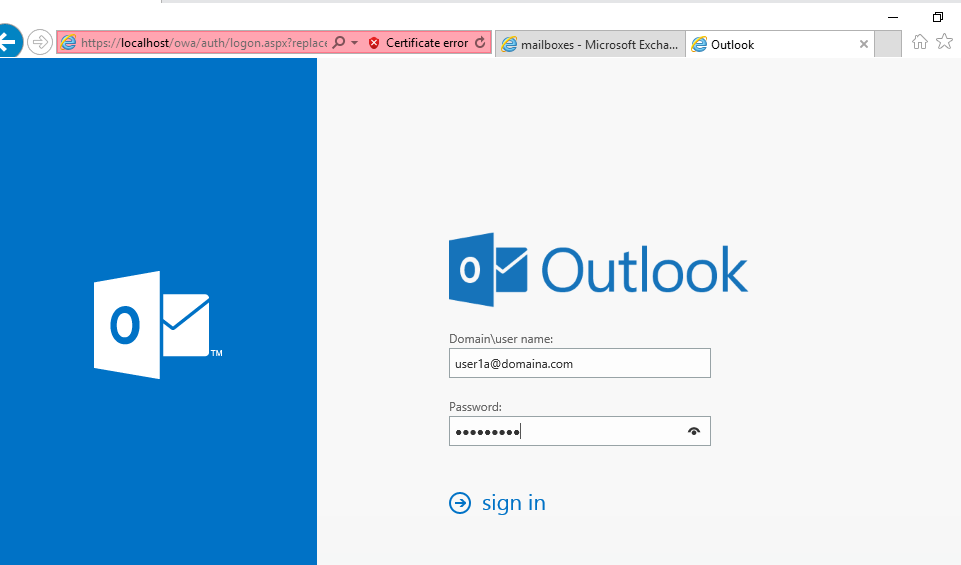 https://localhost/owa/auth/logon.aspx?replac
Certificate error
mailboxes - Microsoft Excha...
Outlook
O
TM
O
Outlook
Domain\user name:
user1a@domaina.com
Password:
•••••••••
sign in